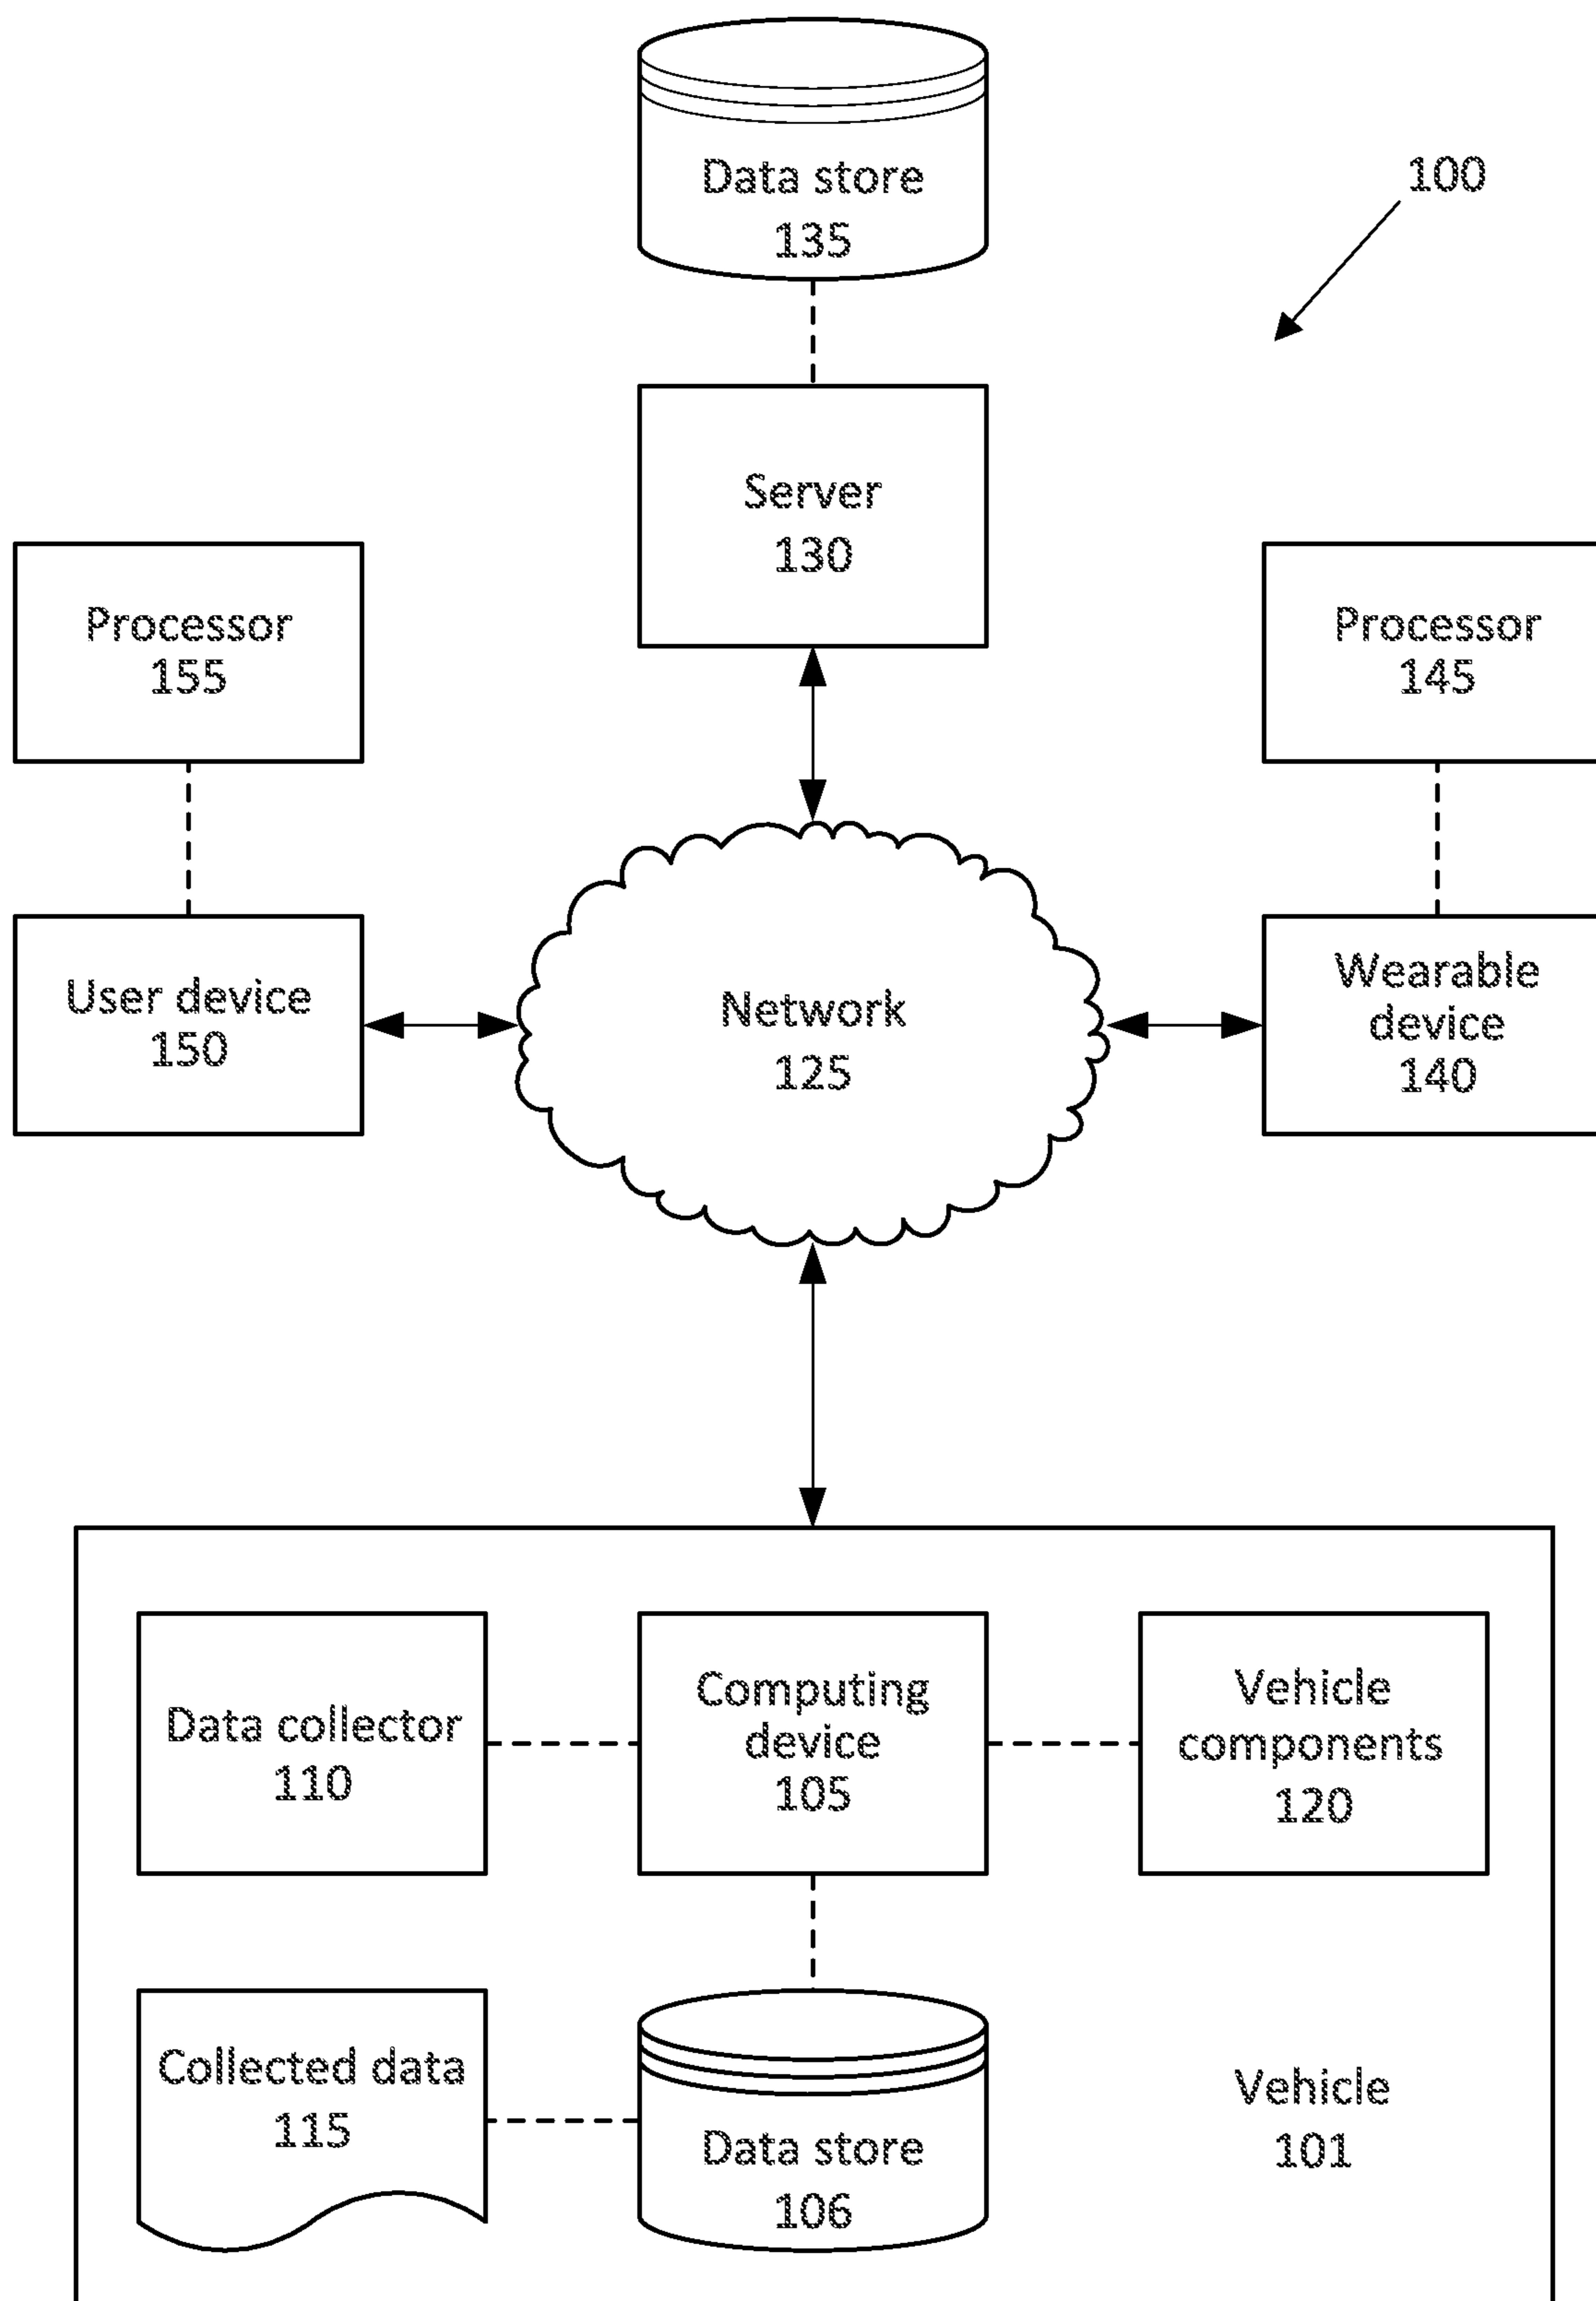 Data store
135
100
Server
130
Processor
155
Processor
145
User device
150
Network
125
Wearable
device
140
Data collector
110
Computing
device
105
Vehicle
components
120
Collected data
115
Data store
106
Vehicle
101